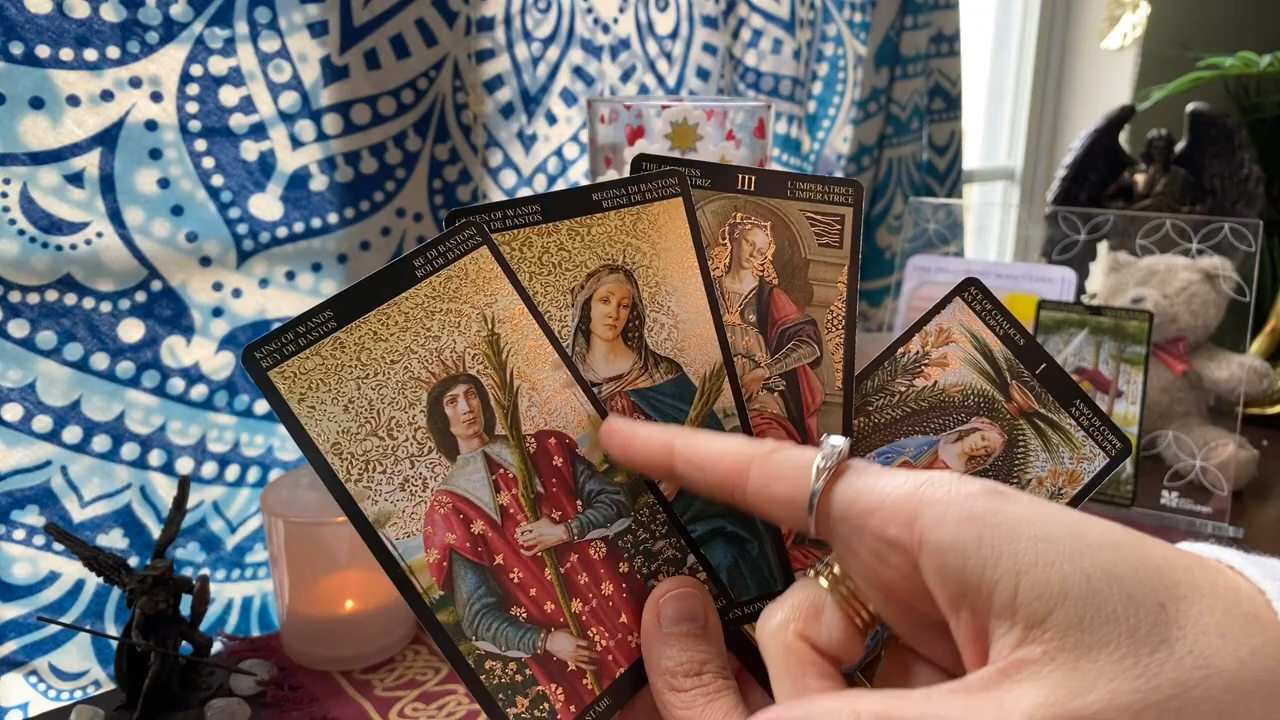 KING OF WANDS
REY DE BASTOS
RE DI BASTONI
ROI DE BÂTONS
QUEEN OF WANDS
DE BASTOS
REGINA DI BASTONI
REINE DE BÂTONS
THE
III
L'IMPERATRICE
L'IMPÉRATRICE
ACE OF CHALICES
AS DE COPAS
I
ASSO DI COPPE
AS DE COUPES
STÄBE